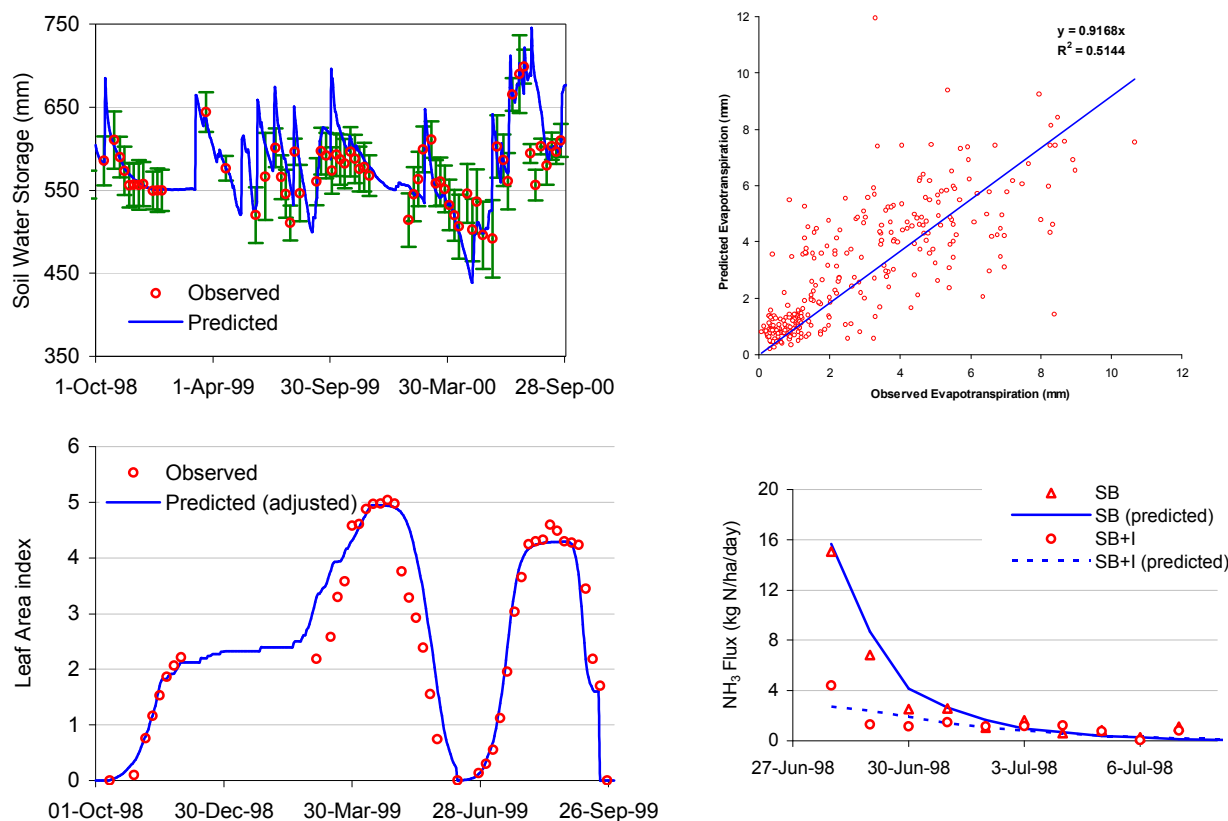 Soil Water Storage (mm)
750
650
550
450
350
Observed
Predicted
1-Oct-98
1-Apr-99
30-Sep-99
30-Mar-00
28-Sep-00
Predicted Evapotranspiration (mm)
12
10
8
6
4
2
0
y = 0.9168x
R² = 0.5144
0
2
4
6
8
10
12
Observed Evapotranspiration (mm)
Leaf Area index
6
5
4
3
2
1
0
Observed
Predicted (adjusted)
01-Oct-98
30-Dec-98
30-Mar-99
28-Jun-99
26-Sep-99
NH₃ Flux (kg N/ha/day)
20
16
12
8
4
0
SB
SB (predicted)
SB+I
SB+I (predicted)
27-Jun-98
30-Jun-98
3-Jul-98
6-Jul-98